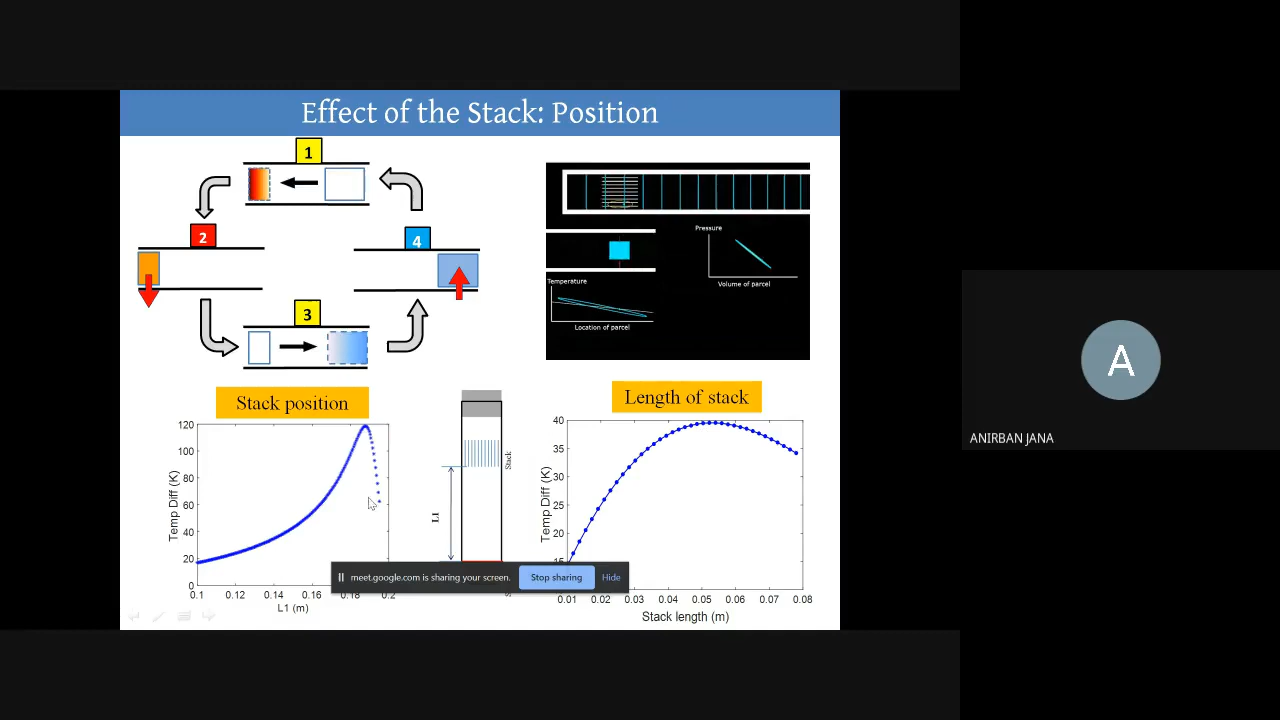 Effect of the Stack: Position
1
2
4
3
Pressure
Volume of parcel
Temperature
Location of parcel
Stack position
Length of stack
120
100
80
60
40
20
0
Temp Diff (K)
0.1
0.12
0.14
0.16
0.18
0.2
L1 (m)
Stack
L1
40
35
30
25
20
15
Temp Diff (K)
0.01
0.02
0.03
0.04
0.05
0.06
0.07
0.08
Stack length (m)
meet.google.com is sharing your screen.
Stop sharing
Hide
A
ANIRBAN JANA